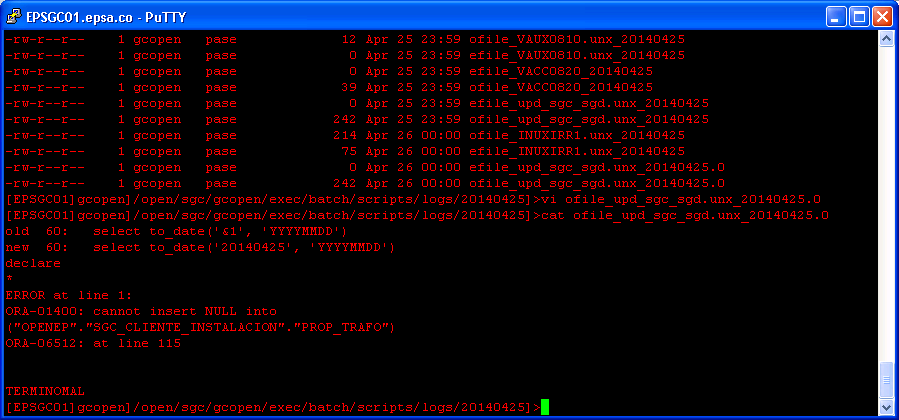 EPSGC01.epsa.co - PuTTY
-rw-r--r--    1 gcopen   pase             12 Apr 25 23:59 ofile_VAUX0810.unx_20140425
-rw-r--r--    1 gcopen   pase              0 Apr 25 23:59 ofile_VAUX0810.unx_20140425
-rw-r--r--    1 gcopen   pase              0 Apr 25 23:59 ofile_VACC0820_20140425
-rw-r--r--    1 gcopen   pase             39 Apr 25 23:59 ofile_VACC0820_20140425
-rw-r--r--    1 gcopen   pase              0 Apr 25 23:59 ofile_upd_sgc_sgd.unx_20140425
-rw-r--r--    1 gcopen   pase            242 Apr 25 23:59 ofile_upd_sgc_sgd.unx_20140425
-rw-r--r--    1 gcopen   pase            214 Apr 26 00:00 ofile_INUXIRR1.unx_20140425
-rw-r--r--    1 gcopen   pase             75 Apr 26 00:00 ofile_INUXIRR1.unx_20140425
-rw-r--r--    1 gcopen   pase              0 Apr 26 00:00 ofile_upd_sgc_sgd.unx_20140425.0
-rw-r--r--    1 gcopen   pase            242 Apr 26 00:00 ofile_upd_sgc_sgd.unx_20140425.0
[EPSGC01]gcopen]/open/sgc/gcopen/exec/batch/scripts/logs/20140425]>vi ofile_upd_sgc_sgd.unx_20140425.0
[EPSGC01]gcopen]/open/sgc/gcopen/exec/batch/scripts/logs/20140425]>cat ofile_upd_sgc_sgd.unx_20140425.0
old  60:   select to_date('&1', 'YYYYMMDD')
new  60:   select to_date('20140425', 'YYYYMMDD')
declare
*
ERROR at line 1:
ORA-01400: cannot insert NULL into
("OPENEP"."SGC_CLIENTE_INSTALACION"."PROP_TRAFO")
ORA-06512: at line 115
TERMINOMAL
[EPSGC01]gcopen]/open/sgc/gcopen/exec/batch/scripts/logs/20140425]>